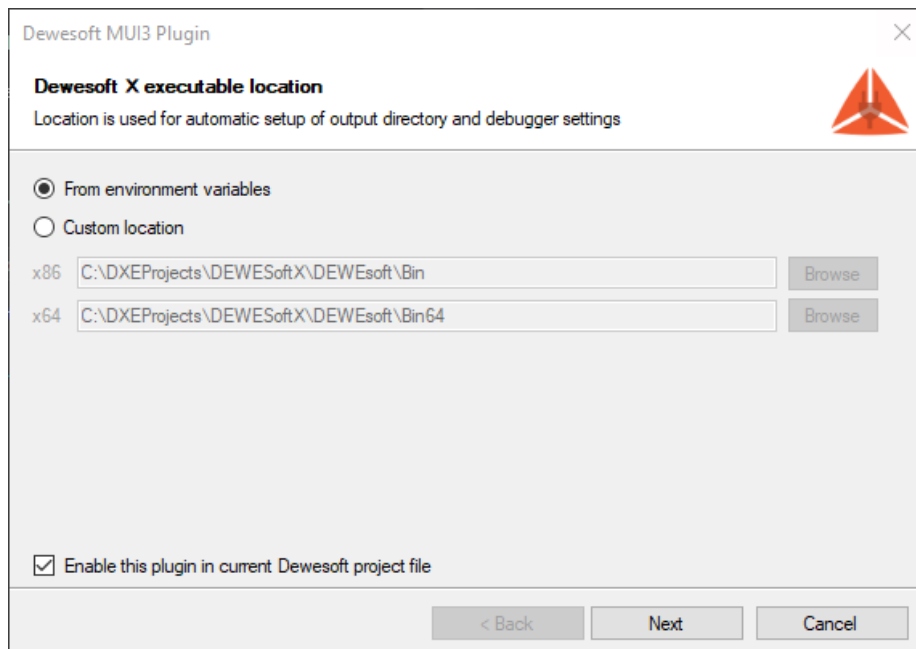 Dewesoft MUI3 Plugin
Dewesoft X executable location
Location is used for automatic setup of output directory and debugger settings
From environment variables
Custom location
x86 C:\DXEProjects\DEWESoftX\DEWEsoft\Bin Browse
x64 C:\DXEProjects\DEWESoftX\DEWEsoft\Bin64 Browse
Enable this plugin in current Dewesoft project file
< Back Next Cancel